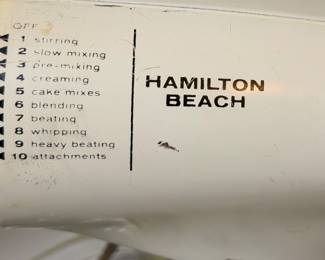 OFF
1 stirring
2 slow mixing
3 pre-mixing
4 creaming
5 cake mixes
6 blending
7 beating
8 whipping
9 heavy beating
10 attachments
HAMILTON
BEACH